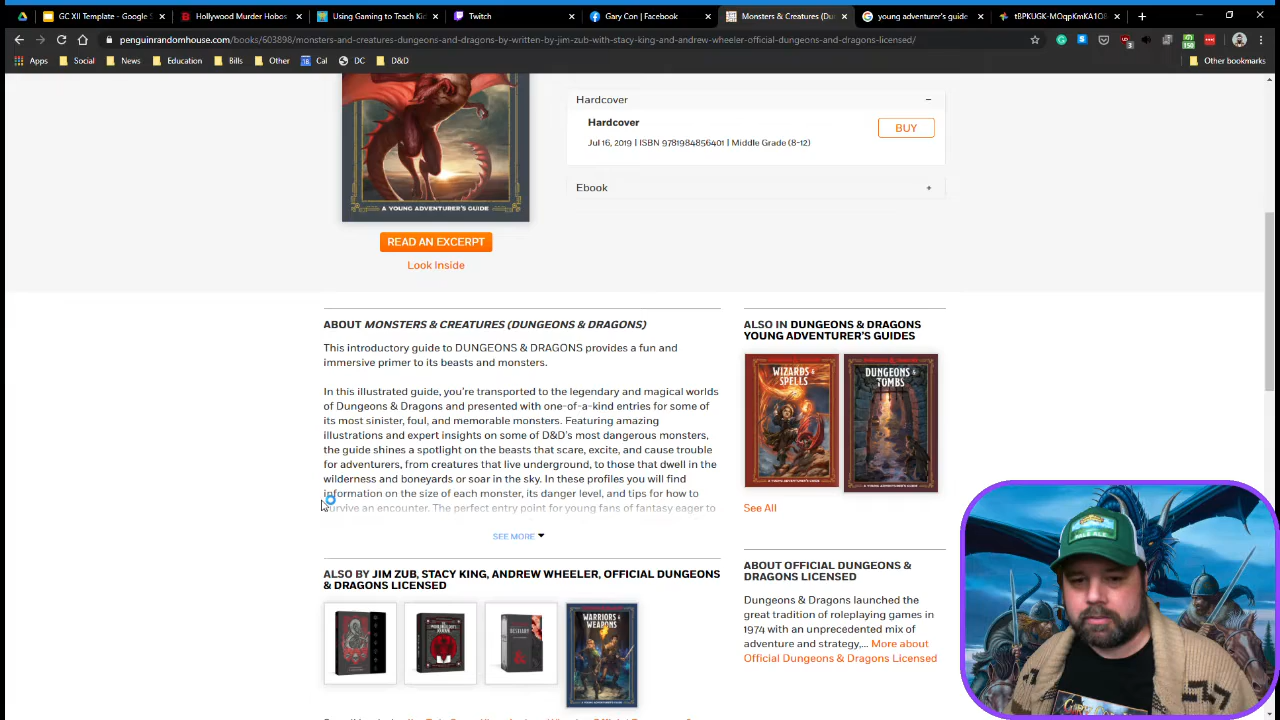 GC XII Template - Google S
Hollywood Murder Hobos
Using Gaming to Teach Kid
Twitch
Gary Con | Facebook
Monsters & Creatures (Dun
young adventurer's guide
tBPKUGK-MOqpKmKA1O8
penguinrandomhouse.com/books/603898/monsters-and-creatures-dungeons-and-dragons-by-written-by-jim-zub-with-stacy-king-and-andrew-wheeler-official-dungeons-and-dragons-licensed/
Apps
Social
News
Education
Bills
Other
Cal
DC
D&D
Other bookmarks
Hardcover
Hardcover
BUY
Jul 16, 2019 | ISBN 9781984856401 | Middle Grade (8-12)
Ebook
A YOUNG ADVENTURER'S GUIDE
READ AN EXCERPT
Look Inside
ABOUT MONSTERS & CREATURES (DUNGEONS & DRAGONS)
This introductory guide to DUNGEONS & DRAGONS provides a fun and
immersive primer to its beasts and monsters.
In this illustrated guide, you're transported to the legendary and magical worlds
of Dungeons & Dragons and presented with one-of-a-kind entries for some of
its most sinister, foul, and memorable monsters. Featuring amazing
illustrations and expert insights on some of D&D's most dangerous monsters,
the guide shines a spotlight on the beasts that scare, excite, and cause trouble
for adventurers, from creatures that live underground, to those that dwell in the
wilderness and boneyards or soar in the sky. In these profiles you will find
information on the size of each monster, its danger level, and tips for how to
survive an encounter. The perfect entry point for young fans of fantasy eager to
SEE MORE
ALSO BY JIM ZUB, STACY KING, ANDREW WHEELER, OFFICIAL DUNGEONS
& DRAGONS LICENSED
WARRIORS &
WEAPONS
ALSO IN DUNGEONS & DRAGONS
YOUNG ADVENTURER'S GUIDES
WIZARDS &
SPELLS
DUNGEONS &
TOMBS
See All
ABOUT OFFICIAL DUNGEONS &
DRAGONS LICENSED
Dungeons & Dragons launched the
great tradition of roleplaying games in
1974 with an unprecedented mix of
adventure and strategy,... More about
Official Dungeons & Dragons Licensed
PALE ALE